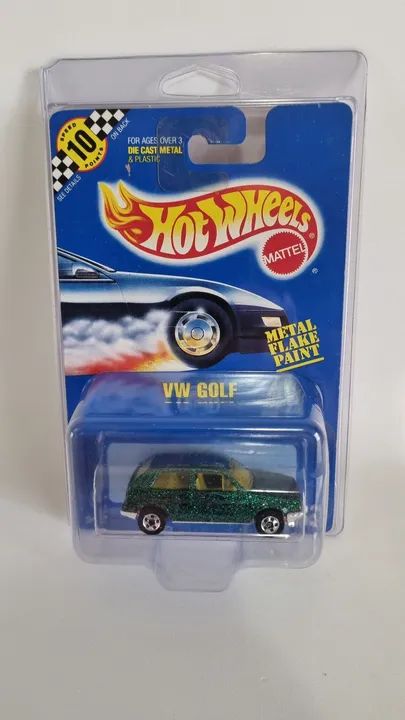 SPEED
10
POINTS
SEE DETAILS
ON BACK
FOR AGES OVER 3
DIE CAST METAL
& PLASTIC
HOT WHEELS
®
MATTEL
®
METAL
FLAKE
PAINT
VW GOLF